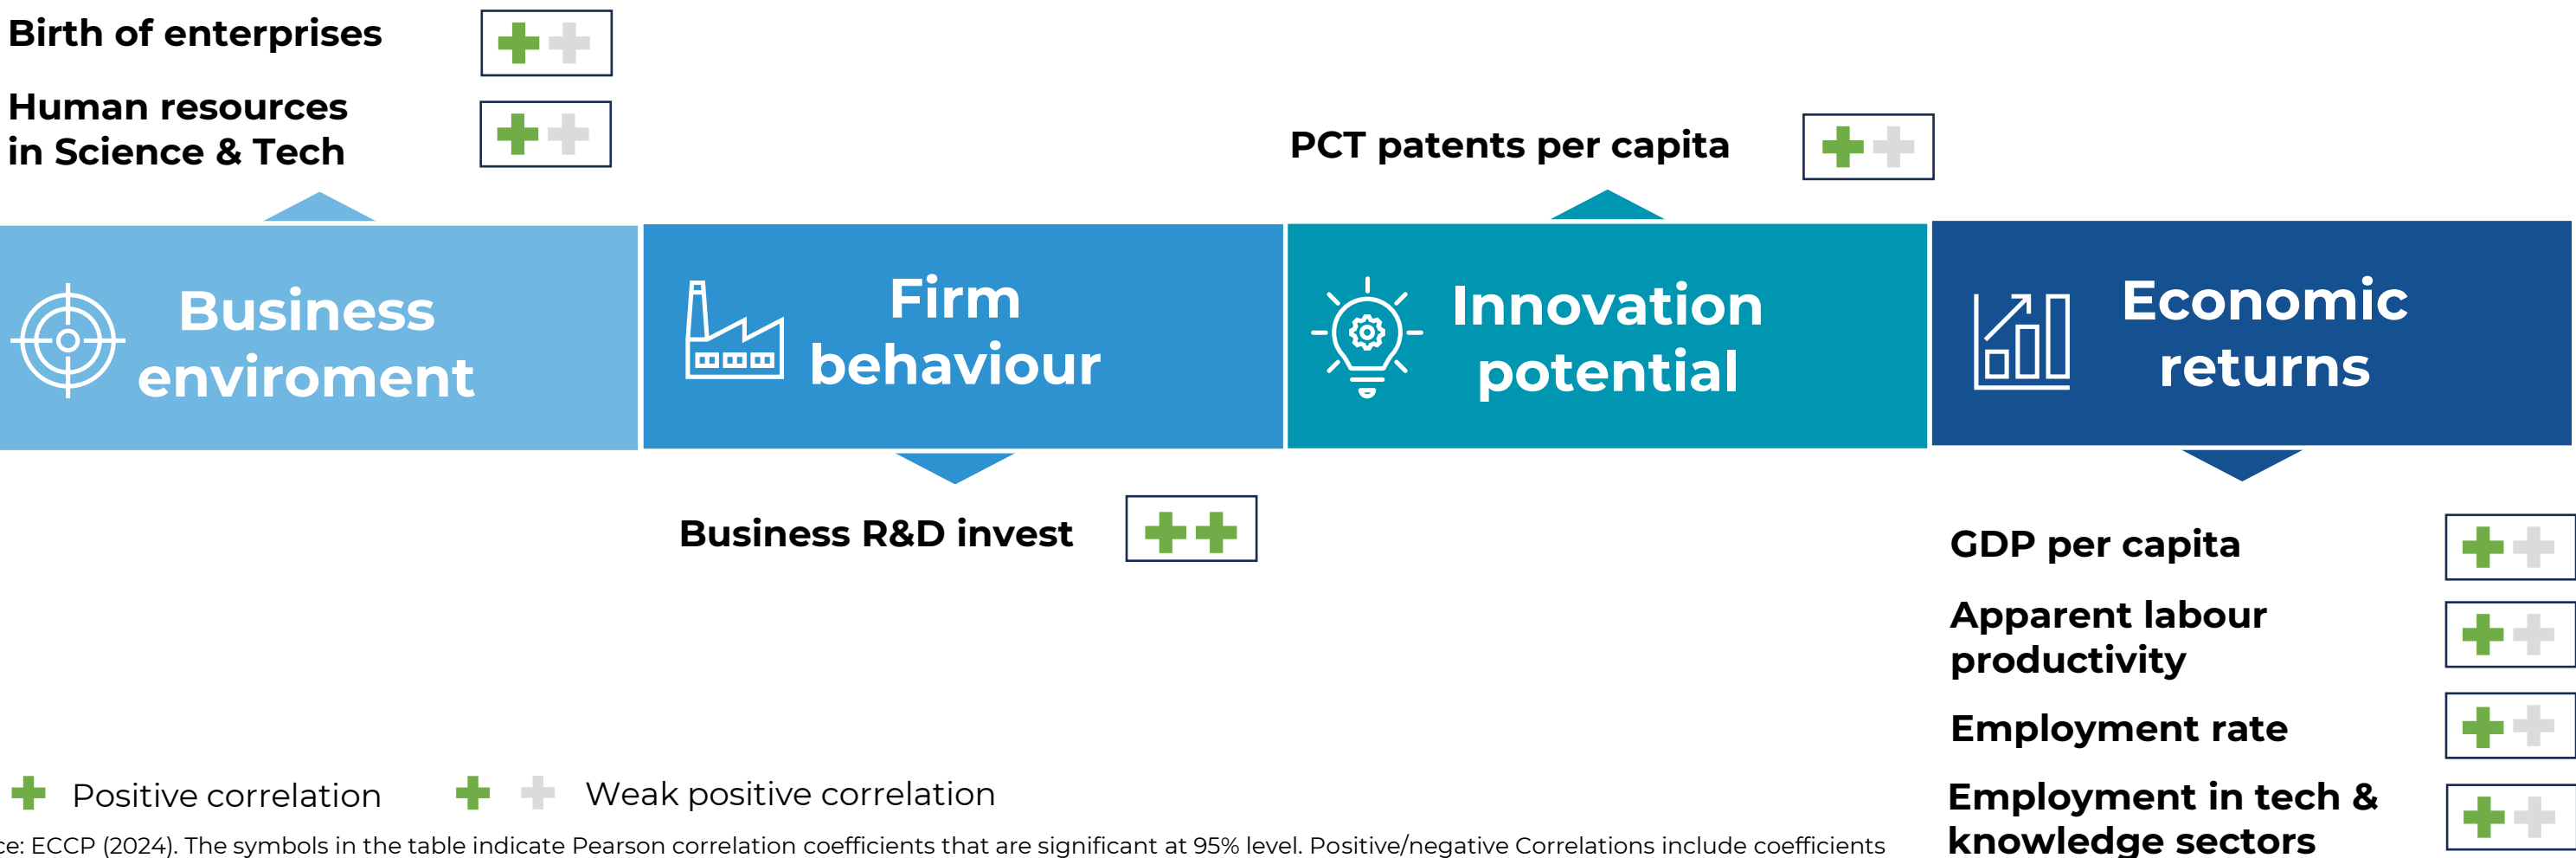 Birth of enterprises
Human resources
in Science & Tech
PCT patents per capita
Business
enviroment
Firm
behaviour
Innovation
potential
Economic
returns
Business R&D invest
GDP per capita
Apparent labour
productivity
Employment rate
Employment in tech &
knowledge sectors
Positive correlation
Weak positive correlation
ce: ECCP (2024). The symbols in the table indicate Pearson correlation coefficients that are significant at 95% level. Positive/negative Correlations include coefficients